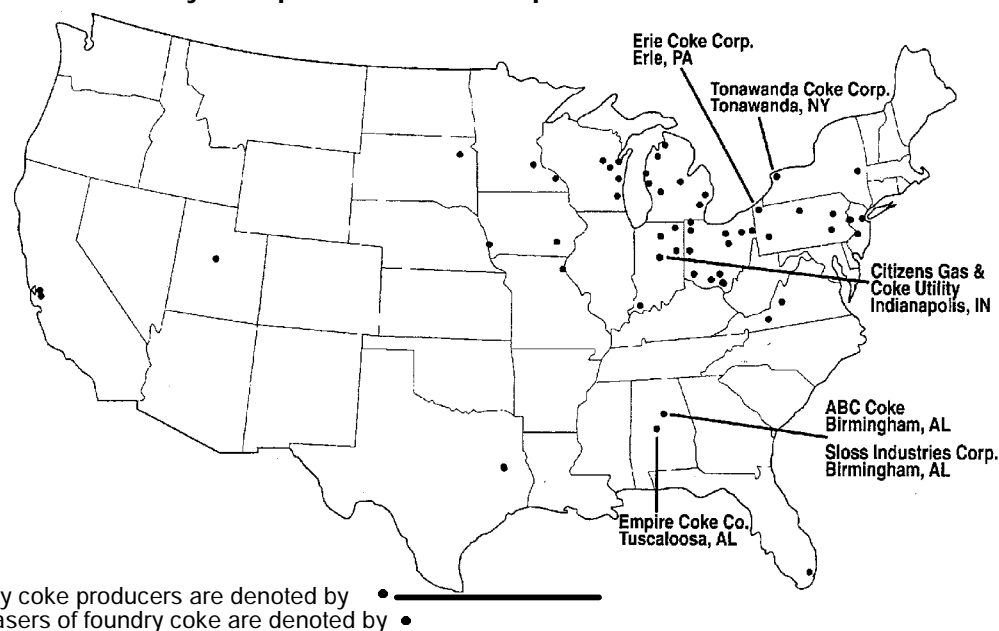 Erie Coke Corp.
Erle, PA
Tonawanda Coke Corp.
Tonawanda, NY
Citizens Gas &
Coke Utility
Indianapolis, IN
ABC Coke
Birmingham, AL
Sloss Industries Corp.
Birmingham, AL
Empire Coke Co.
Tuscaloosa, AL
coke producers are denoted by
of foundry coke are denoted by